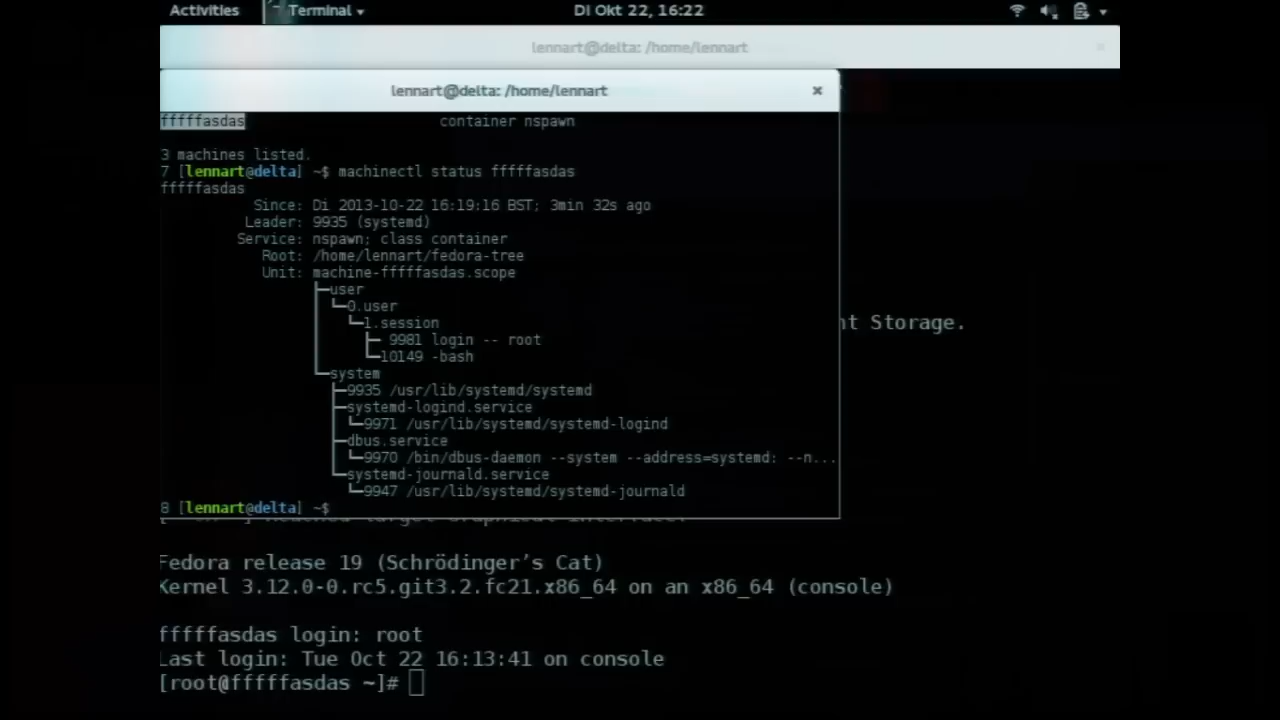 Activities Terminal DI Okt 22, 16:22
lennart@delta: /home/lennart
lennart@delta: /home/lennart ×
fffffasdas container nspawn
3 machines listed.
7 [lennart@delta] ~$ machinectl status fffffasdas
fffffasdas
Since: Di 2013-10-22 16:19:16 BST; 3min 32s ago
Leader: 9935 (systemd)
Service: nspawn; class container
Root: /home/lennart/fedora-tree
Unit: machine-fffffasdas.scope
├─user
│ └─0.user
│   └─1.session
│     ├─ 9981 login -- root
│     └─10149 -bash
└─system
├─9935 /usr/lib/systemd/systemd
├─systemd-logind.service
│ └─9971 /usr/lib/systemd/systemd-logind
├─dbus.service
│ └─9970 /bin/dbus-daemon --system --address=systemd: --n...
└─systemd-journald.service
└─9947 /usr/lib/systemd/systemd-journald
8 [lennart@delta] ~$
nt Storage.
Fedora release 19 (Schrödinger's Cat)
Kernel 3.12.0-0.rc5.git3.2.fc21.x86_64 on an x86_64 (console)
fffffasdas login: root
Last login: Tue Oct 22 16:13:41 on console
[root@fffffasdas ~]#